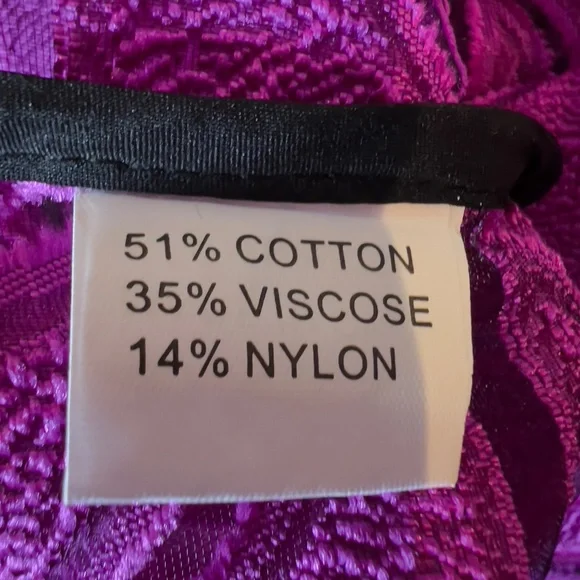 51% COTTON
35% VISCOSE
14% NYLON